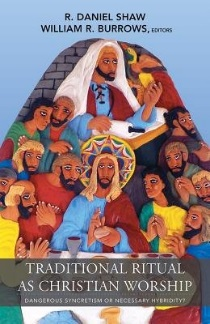 R. DANIEL SHAW
WILLIAM R. BURROWS, EDITORS
TRADITIONAL RITUAL
AS CHRISTIAN WORSHIP
DANGEROUS SYNCRETISM OR NECESSARY HYBRIDITY?